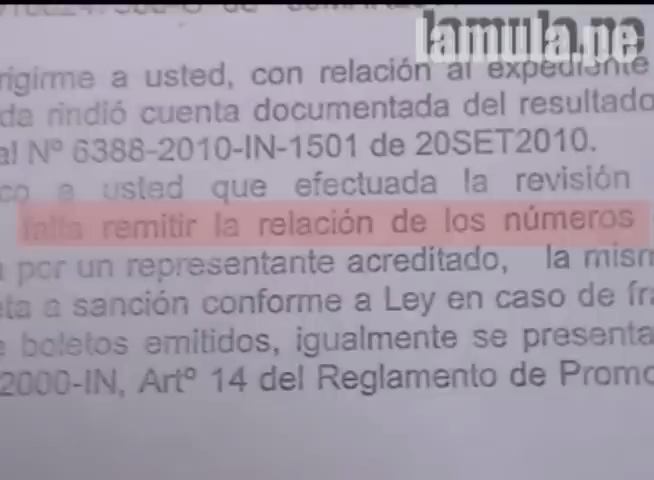 lamula.pe
rigirme a usted, con relación al expediente
da rindió cuenta documentada del resultado
al Nº 6388-2010-IN-1501 de 20SET2010.
co a usted que efectuada la revisión
falta remitir la relación de los números
por un representante acreditado, la mism
eta a sanción conforme a Ley en caso de fra
e boletos emitidos, igualmente se presenta
2000-IN, Artº 14 del Reglamento de Promo